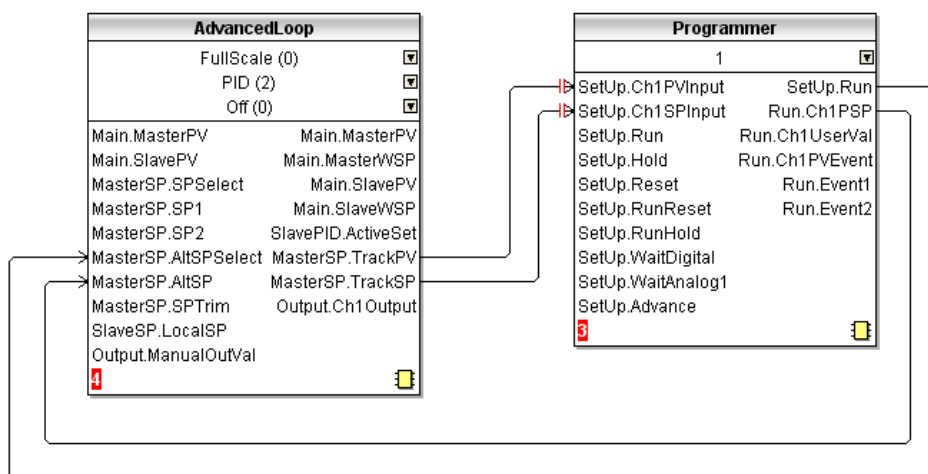 AdvancedLoop
FullScale (0)
PID (2)
Off (0)
Main.MasterPV Main.MasterPV
Main.SlavePV Main.MasterWSP
MasterSP.SPSelect Main.SlavePV
MasterSP.SP1 Main.SlaveWSP
MasterSP.SP2 SlavePID.ActiveSet
MasterSP.AltSPSelect MasterSP.TrackPV
MasterSP.AltSP MasterSP.TrackSP
MasterSP.SPTrim Output.Ch1Output
SlaveSP.LocalSP
Output.ManualOutVal
4
Programmer
1
SetUp.Ch1PVInput SetUp.Run
SetUp.Ch1SPInput Run.Ch1PSP
SetUp.Run Run.Ch1UserVal
SetUp.Hold Run.Ch1PVEvent
SetUp.Reset Run.Event1
SetUp.RunReset Run.Event2
SetUp.RunHold
SetUp.WaitDigital
SetUp.WaitAnalog1
SetUp.Advance
3